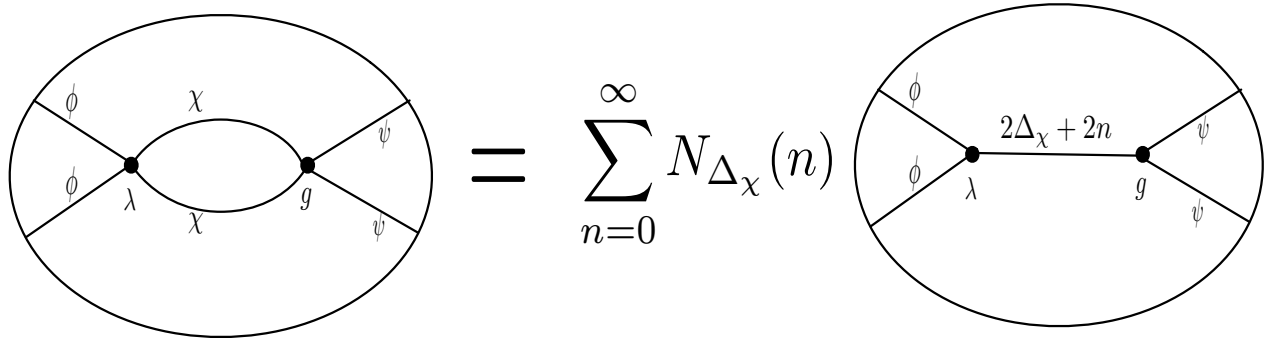 ϕ χ ψ
ϕ λ χ g ψ
= ∞ ∑ n=0 N_{Δ_χ}(n)
ϕ 2Δ_χ + 2n ψ
ϕ λ g ψ